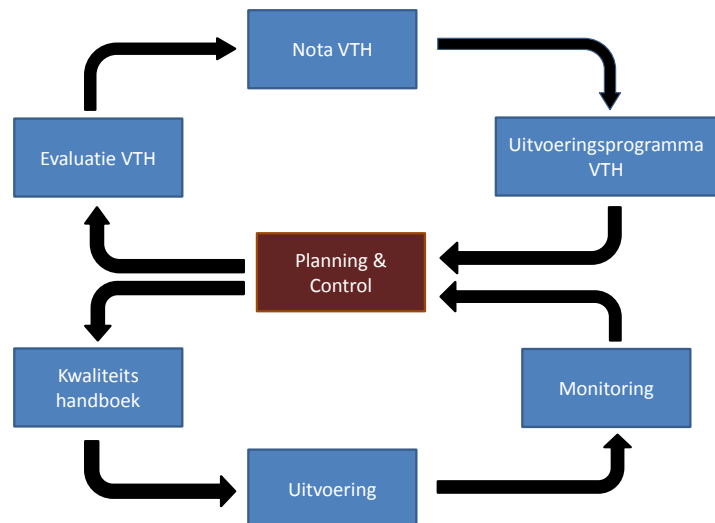 Nota VTH
Evaluatie VTH
Uitvoeringsprogramma
VTH
Planning &
Control
Kwaliteits
handboek
Monitoring
Uitvoering